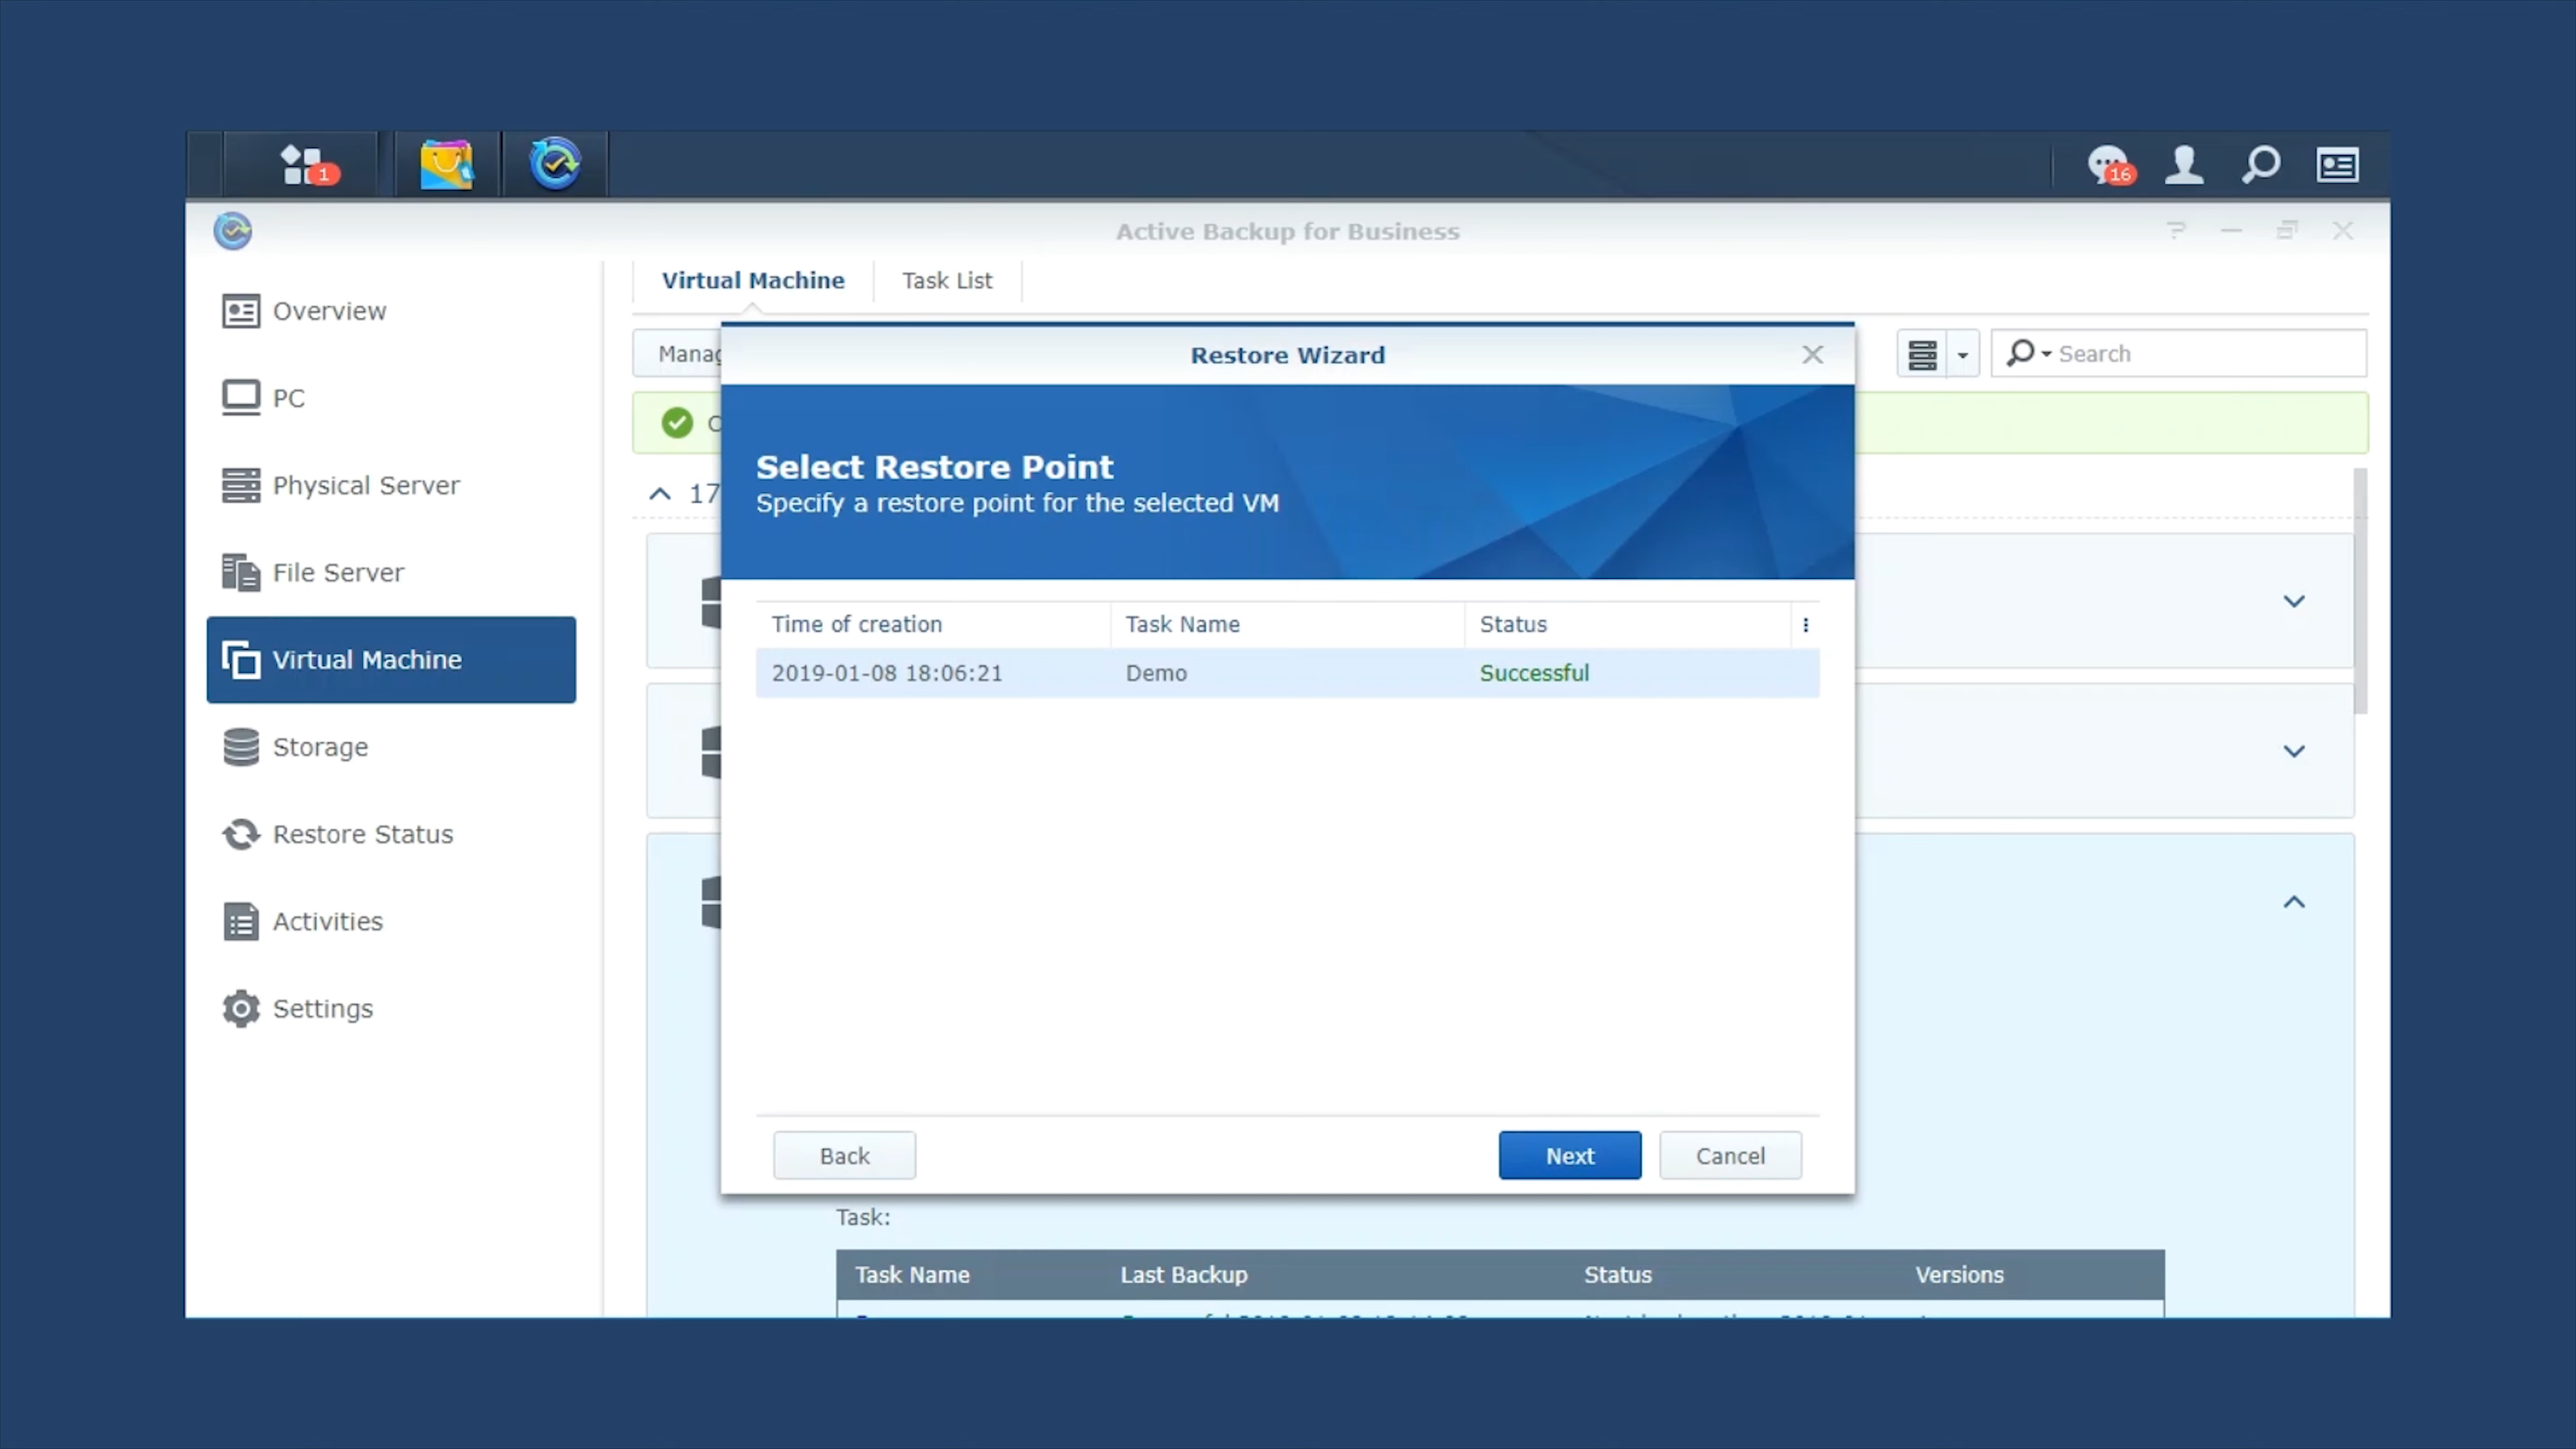 1
16
Active Backup for Business
Overview
PC
Physical Server
File Server
Virtual Machine
Storage
Restore Status
Activities
Settings
Virtual Machine
Task List
Search
17
Restore Wizard
Select Restore Point
Specify a restore point for the selected VM
Time of creation Task Name Status
2019-01-08 18:06:21 Demo Successful
Back Next Cancel
Task:
Task Name Last Backup Status Versions